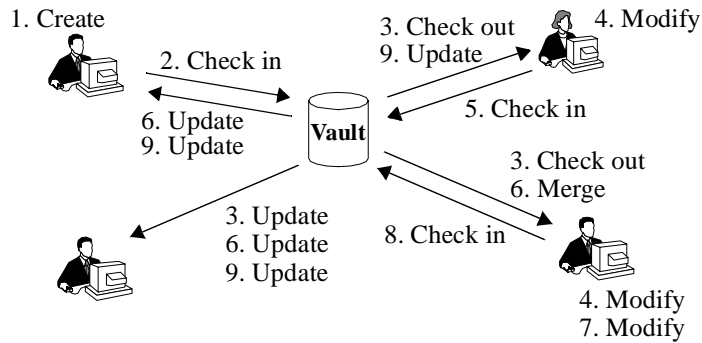 1. Create
2. Check in
6. Update
9. Update
Vault
3. Check out
9. Update
4. Modify
5. Check in
3. Check out
6. Merge
8. Check in
4. Modify
7. Modify
3. Update
6. Update
9. Update